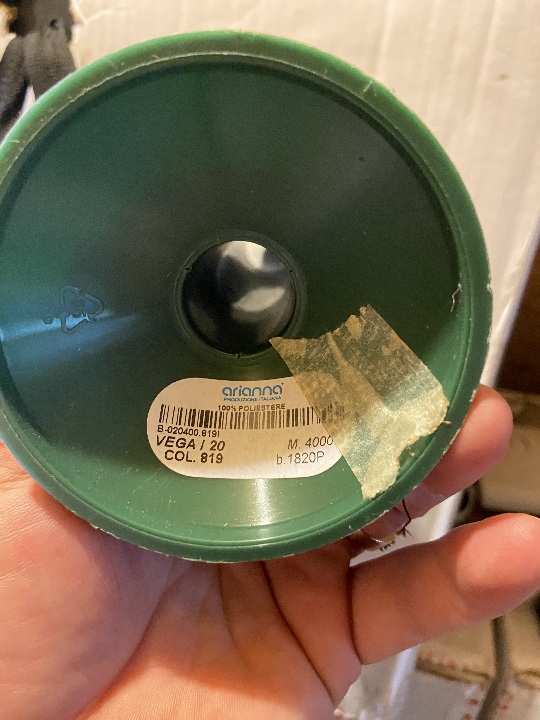 arianna
PRODUZIONE ITALIANA
100% POLIESTERE
B-020400.819I
VEGA / 20 M. 4000
COL. 819 b.1820P